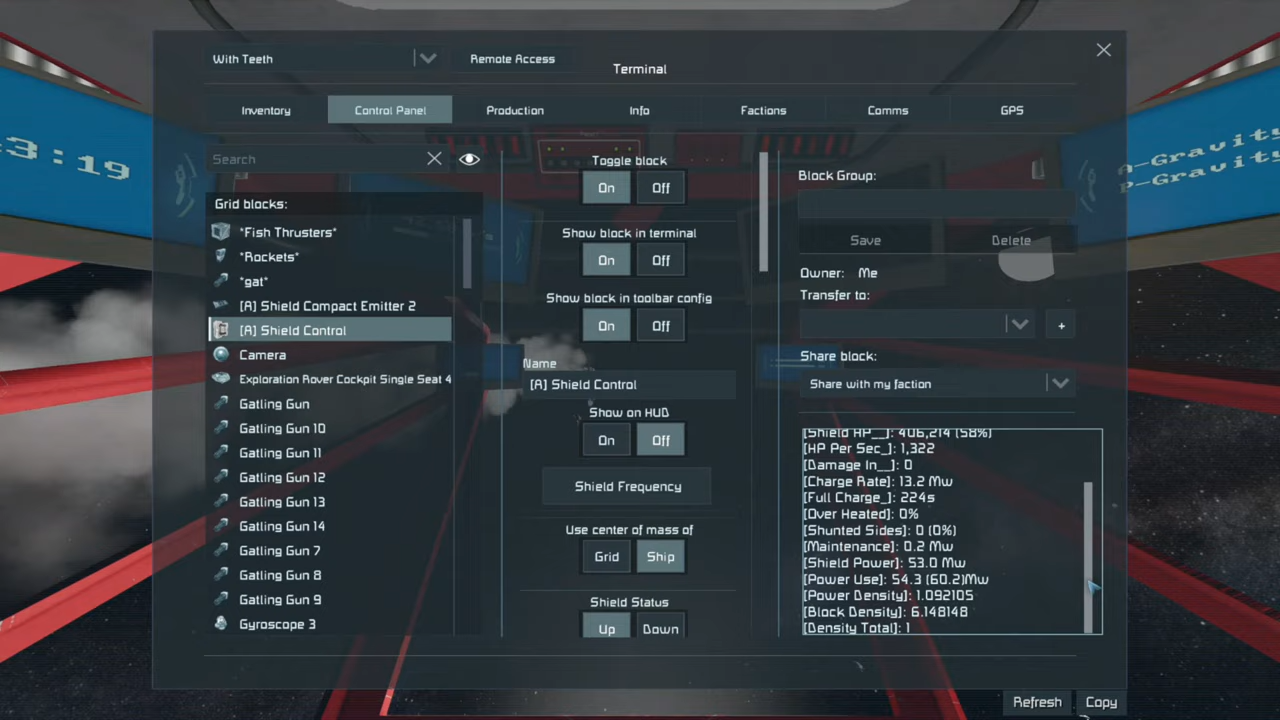 With Teeth
Remote Access
Terminal
Inventory
Control Panel
Production
Info
Factions
Comms
GPS
3:19
-Gravity
P-Gravity
Search
Grid blocks:
*Fish Thrusters*
*Rockets*
*gat*
[A] Shield Compact Emitter 2
[A] Shield Control
Camera
Exploration Rover Cockpit Single Seat 4
Gatling Gun
Gatling Gun 10
Gatling Gun 11
Gatling Gun 12
Gatling Gun 13
Gatling Gun 14
Gatling Gun 7
Gatling Gun 8
Gatling Gun 9
Gyroscope 3
Toggle block
On Off
Show block in terminal
On Off
Show block in toolbar config
On Off
Name
[A] Shield Control
Show on HUD
On Off
Shield Frequency
Use center of mass of
Grid Ship
Shield Status
Up Down
Block Group:
Save Delete
Owner: Me
Transfer to:
+
Share block:
Share with my faction
[Shield HP__]: 406,214 (58%)
[HP Per Sec_]: 1,322
[Damage In__]: 0
[Charge Rate]: 13.2 Mw
[Full Charge_]: 224s
[Over Heated]: 0%
[Shunted Sides]: 0 (0%)
[Maintenance]: 0.2 Mw
[Shield Power]: 53.0 Mw
[Power Use]: 54.3 (60.2)Mw
[Power Density]: 1.092105
[Block Density]: 6.148148
[Density Total]: 1
Refresh
Copy